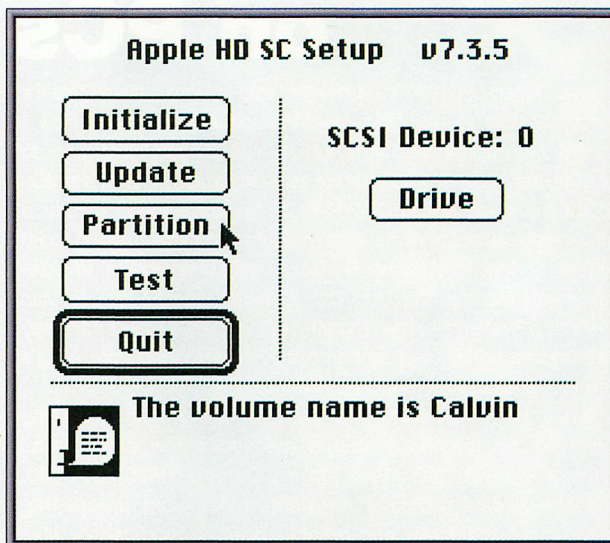 Apple HD SC Setup v7.3.5
Initialize
Update
Partition
Test
Quit
SCSI Device: 0
Drive
The volume name is Calvin